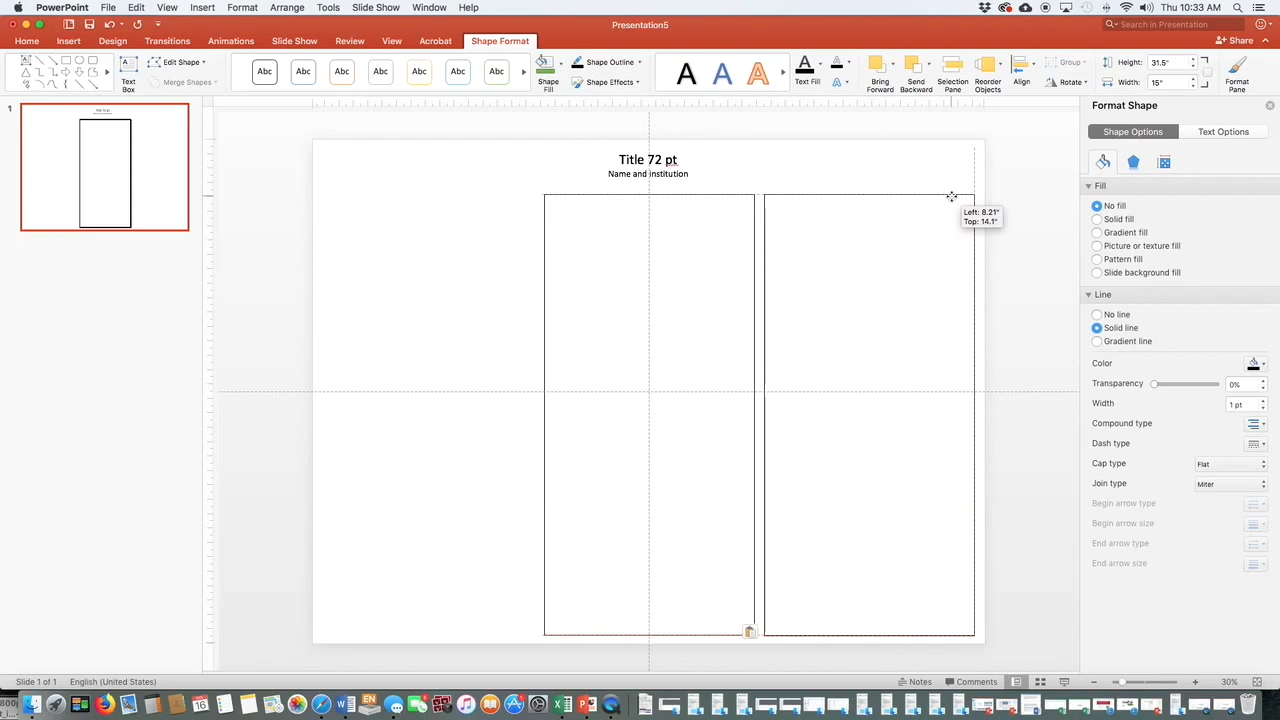 PowerPoint File Edit View Insert Format Arrange Tools Slide Show Window Help Thu 10:33 AM
Presentation5 Search in Presentation
Home Insert Design Transitions Animations Slide Show Review View Acrobat Shape Format Share
Text Box Edit Shape Merge Shapes Abc Abc Abc Abc Abc Abc Abc Shape Fill Shape Outline Shape Effects A A A Text Fill Bring Forward Send Backward Selection Pane Reorder Objects Align Group Rotate Height: 31.5" Width: 15" Format Pane
1
Title 72 pt
Name and institution
Left: 8.21"
Top: 14.1"
Format Shape
Shape Options Text Options
Fill
No fill
Solid fill
Gradient fill
Picture or texture fill
Pattern fill
Slide background fill
Line
No line
Solid line
Gradient line
Color
Transparency 0%
Width 1 pt
Compound type
Dash type
Cap type Flat
Join type Miter
Begin arrow type
Begin arrow size
End arrow type
End arrow size
Slide 1 of 1 English (United States) Notes Comments 30%